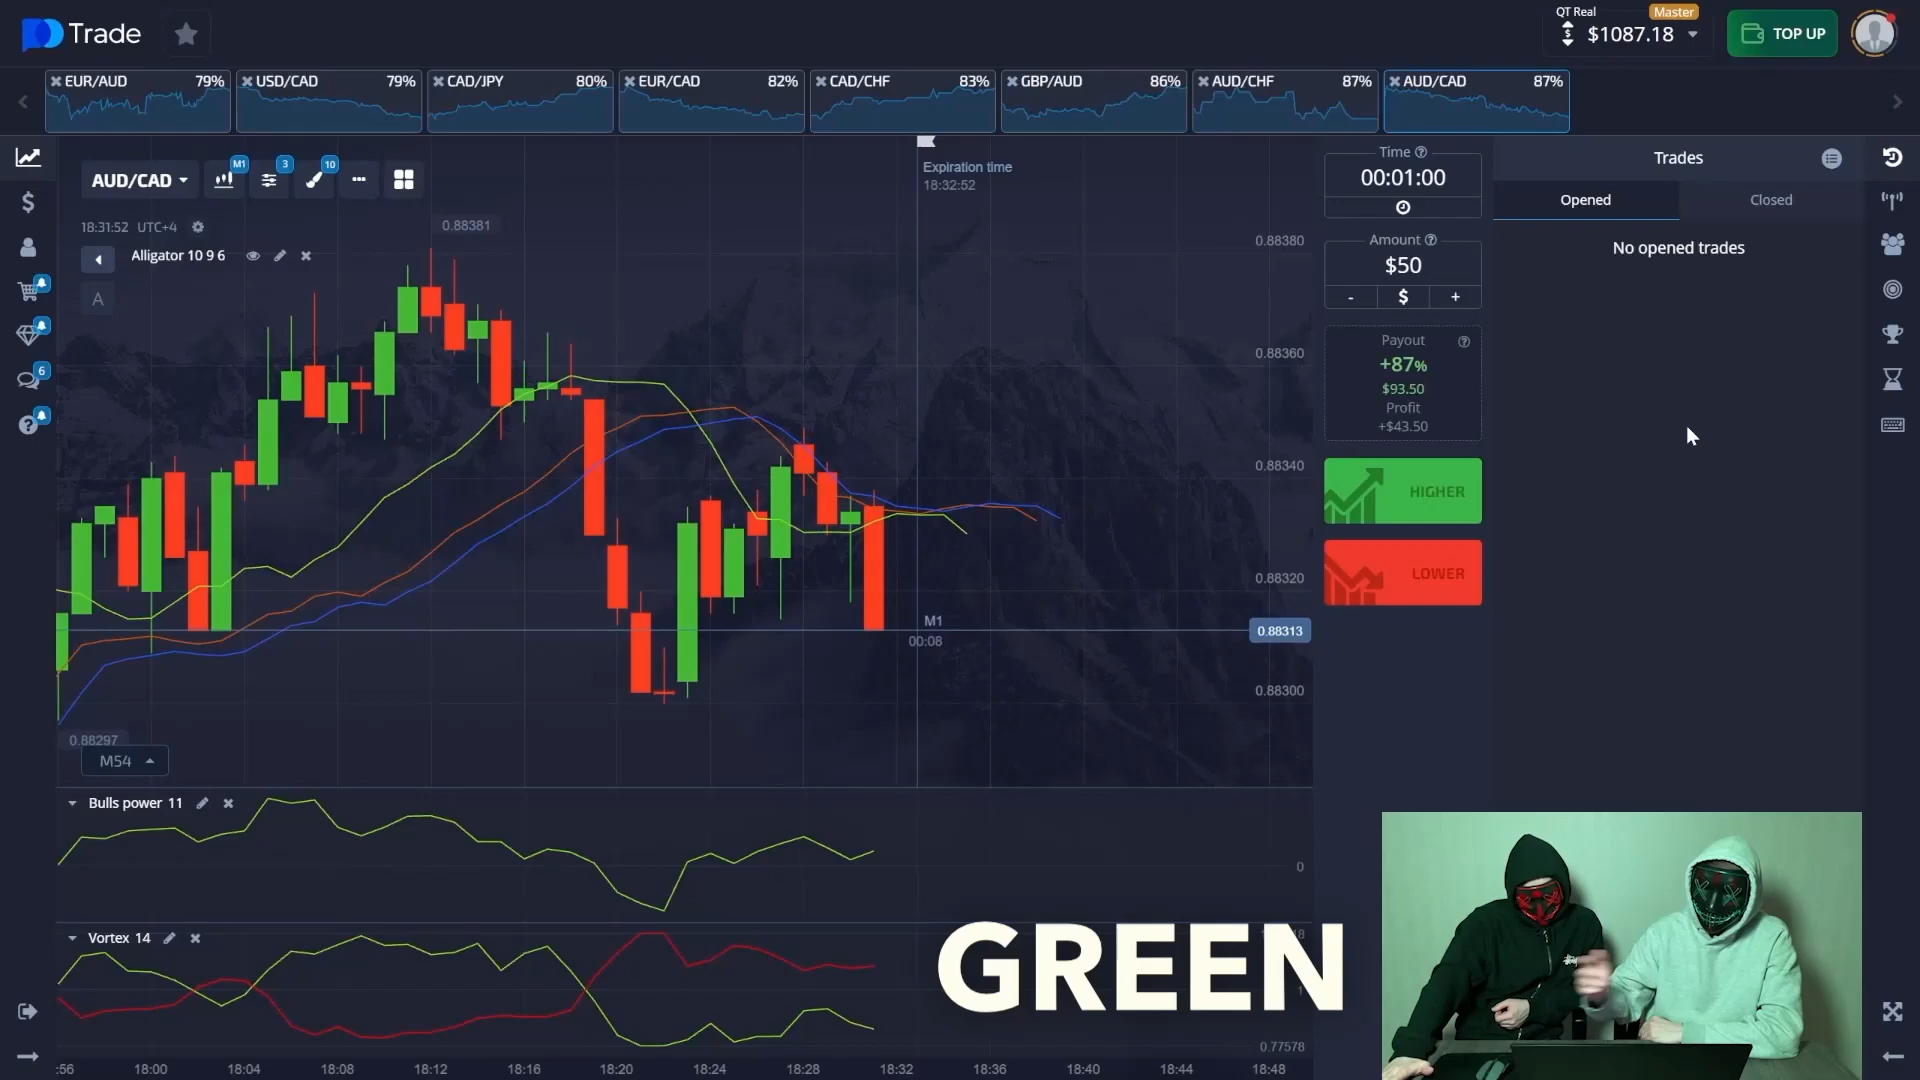 Trade
QT Real
Master
$1087.18
TOP UP
EUR/AUD 79%
USD/CAD 79%
CAD/JPY 80%
EUR/CAD 82%
CAD/CHF 83%
GBP/AUD 86%
AUD/CHF 87%
AUD/CAD 87%
AUD/CAD
M1
3
10
18:31:52 UTC+4
Alligator 10 9 6
A
0.88381
Expiration time
18:32:52
0.88380
0.88360
0.88340
0.88320
0.88313
0.88300
M1
00:08
0.88297
M54
Time
00:01:00
Amount
$50
- $ +
Payout
+87%
$93.50
Profit
+$43.50
HIGHER
LOWER
Trades
Opened
Closed
No opened trades
6
Bulls power 11
0
Vortex 14
GREEN
1
0.77578
:56 18:00 18:04 18:08 18:12 18:16 18:20 18:24 18:28 18:32 18:36 18:40 18:44 18:48